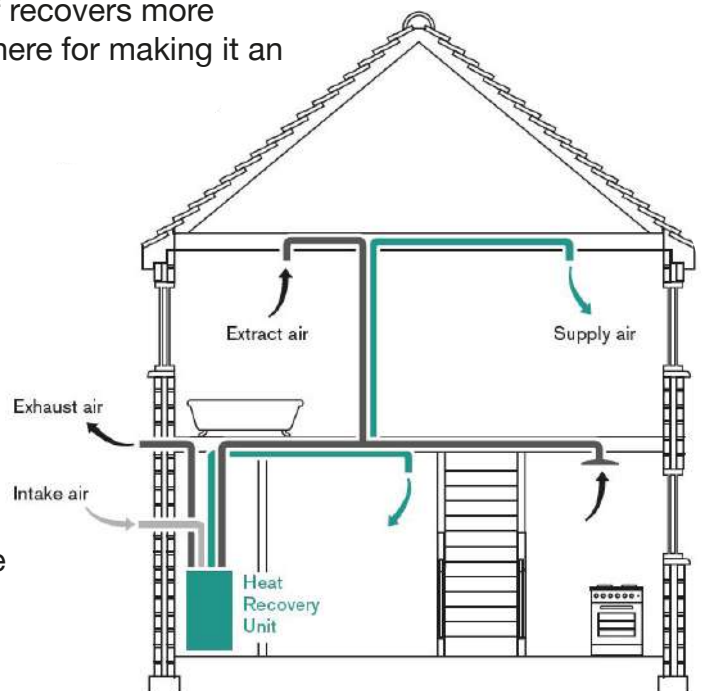 recovers more
here for making it an
Extract air
Supply air
Exhaust air
Intake air
e
Heat
Recovery
Unit